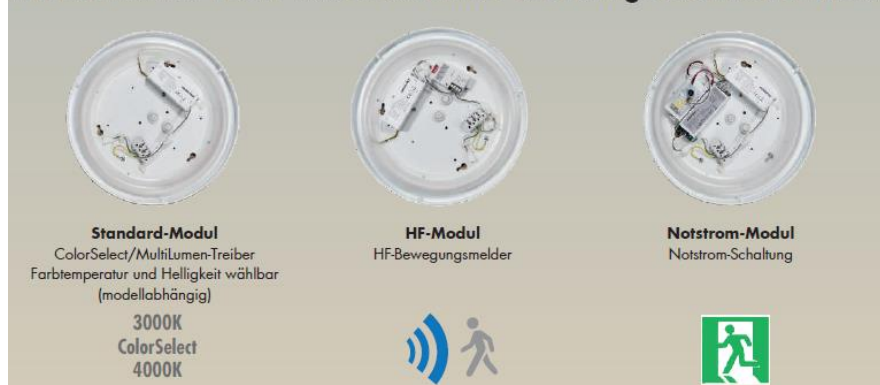 Standard-Modul
ColorSelect/MultiLumen-Treiber
Farbtemperatur und Helligkeit wählbar
(modellabhängig)
3000K
ColorSelect
4000K
HF-Modul
HF-Bewegungsmelder
Notstrom-Modul
Notstrom-Schaltung